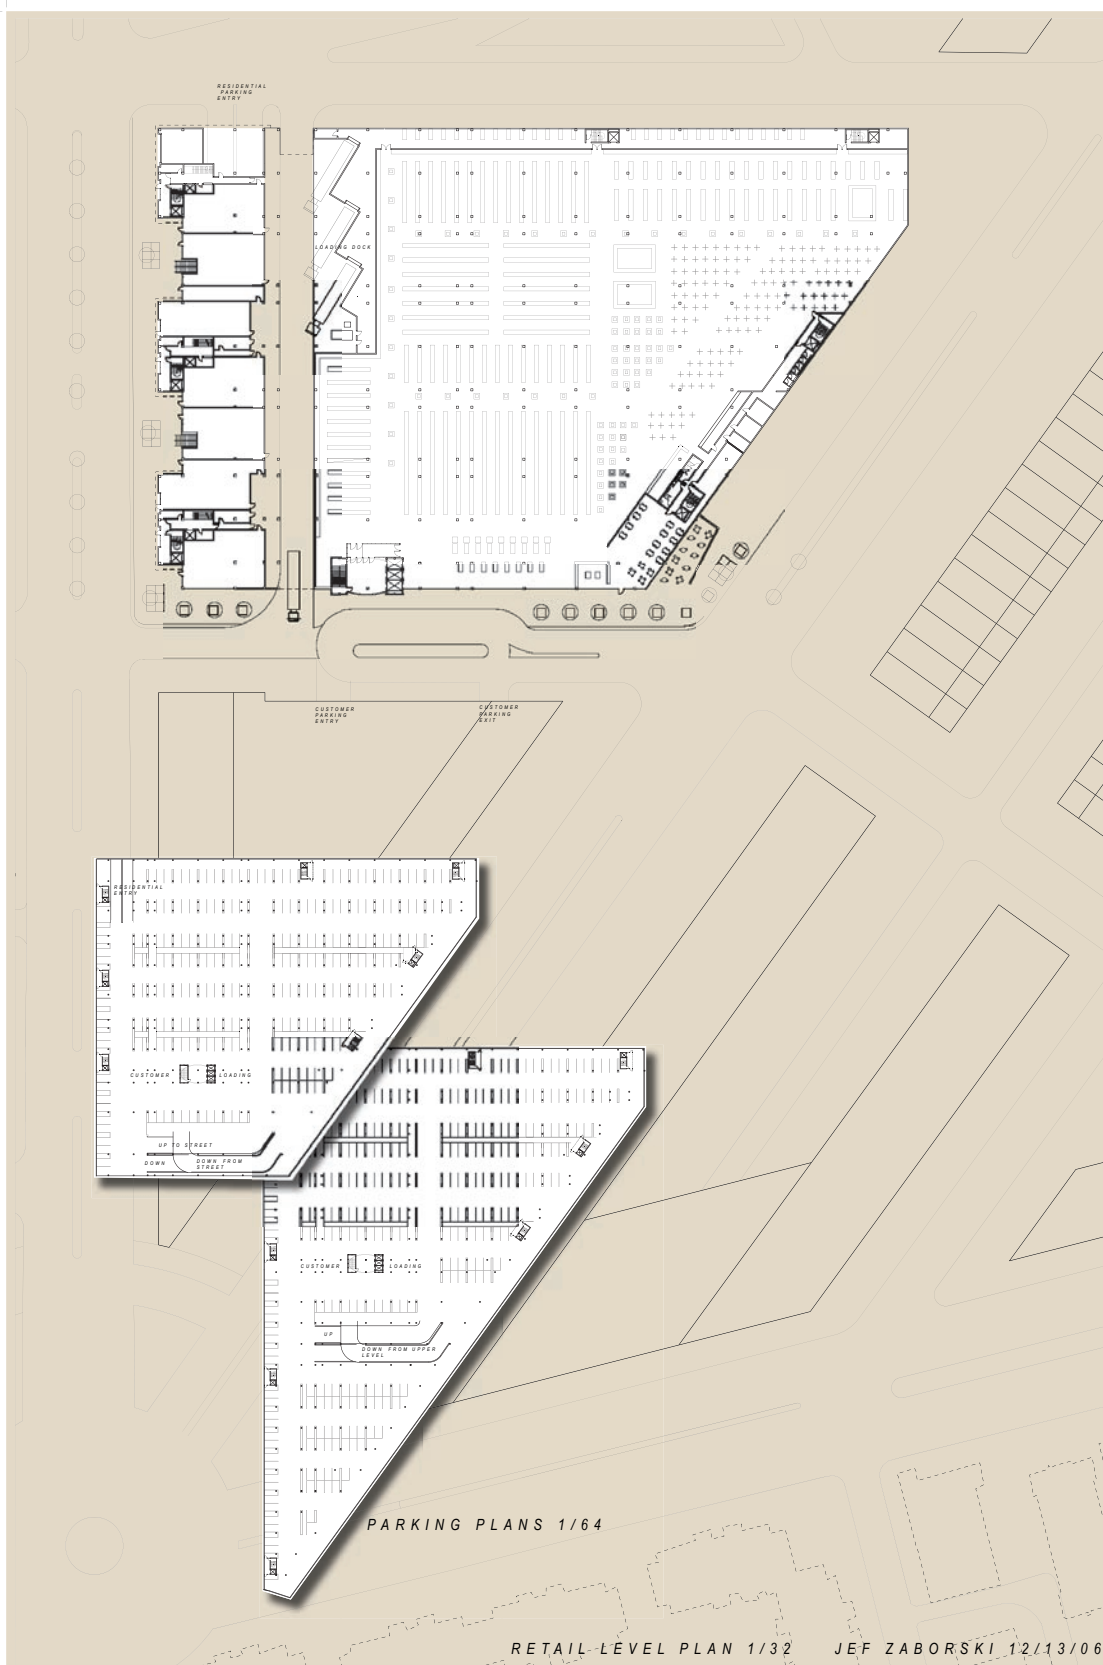 RESIDENTIAL
PARKING
ENTRY
LOADING DOCK
CUSTOMER
PARKING
ENTRY
CUSTOMER
PARKING
EXIT
RESIDENTIAL
ENTRY
CUSTOMER
LOADING
UP TO STREET
DOWN
DOWN FROM
STREET
CUSTOMER
LOADING
UP
DOWN FROM UPPER
LEVEL
PARKING PLANS 1/64
RETAIL LEVEL PLAN 1/32 JEF ZABORSKI 12/13/06